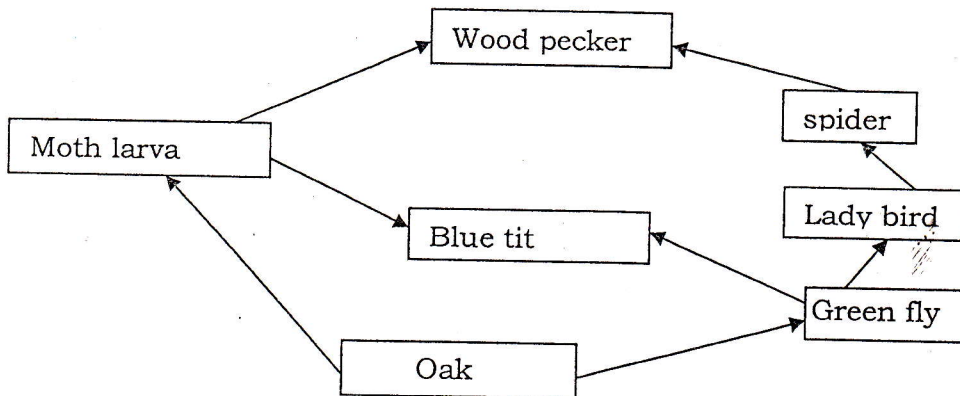 Wood pecker
spider
Moth larva
Lady bird
Blue tit
Green fly
Oak